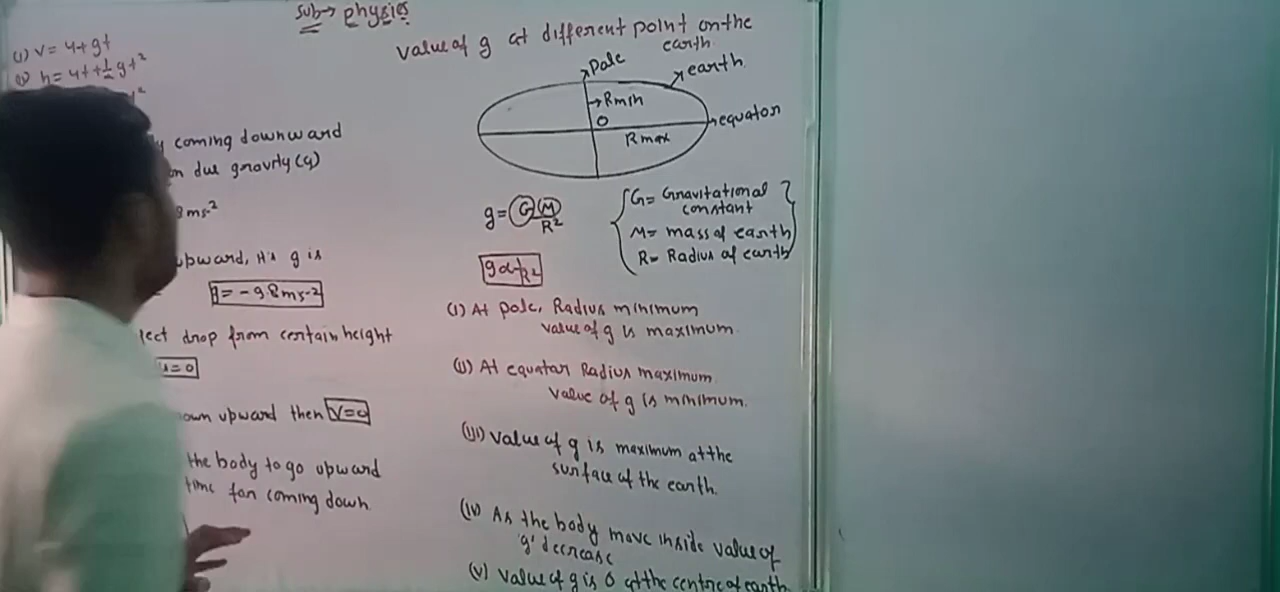 sub→ physics
(i) v = u+gt
(ii) h = ut + ½ gt²
coming downward
due gravity (g)
8 ms-2
upward, it's g is
g = -9.8 ms-2
drop from certain height
u=0
upward then V=0
the body to go upward
time for coming down
value of g at different point on the
earth.
pole
earth
Rmin
O
equator
Rmax
g = GM/R²
G = Gravitational
constant
M = mass of earth
R = Radius of earth
g∝1/R²
(i) At pole, Radius minimum
value of g is maximum.
(ii) At equator Radius maximum
value of g is minimum.
(iii) Value of g is maximum at the
surface of the earth.
(iv) As the body move inside value of
'g' decrease
(v) value of g is 0 at the centre of earth